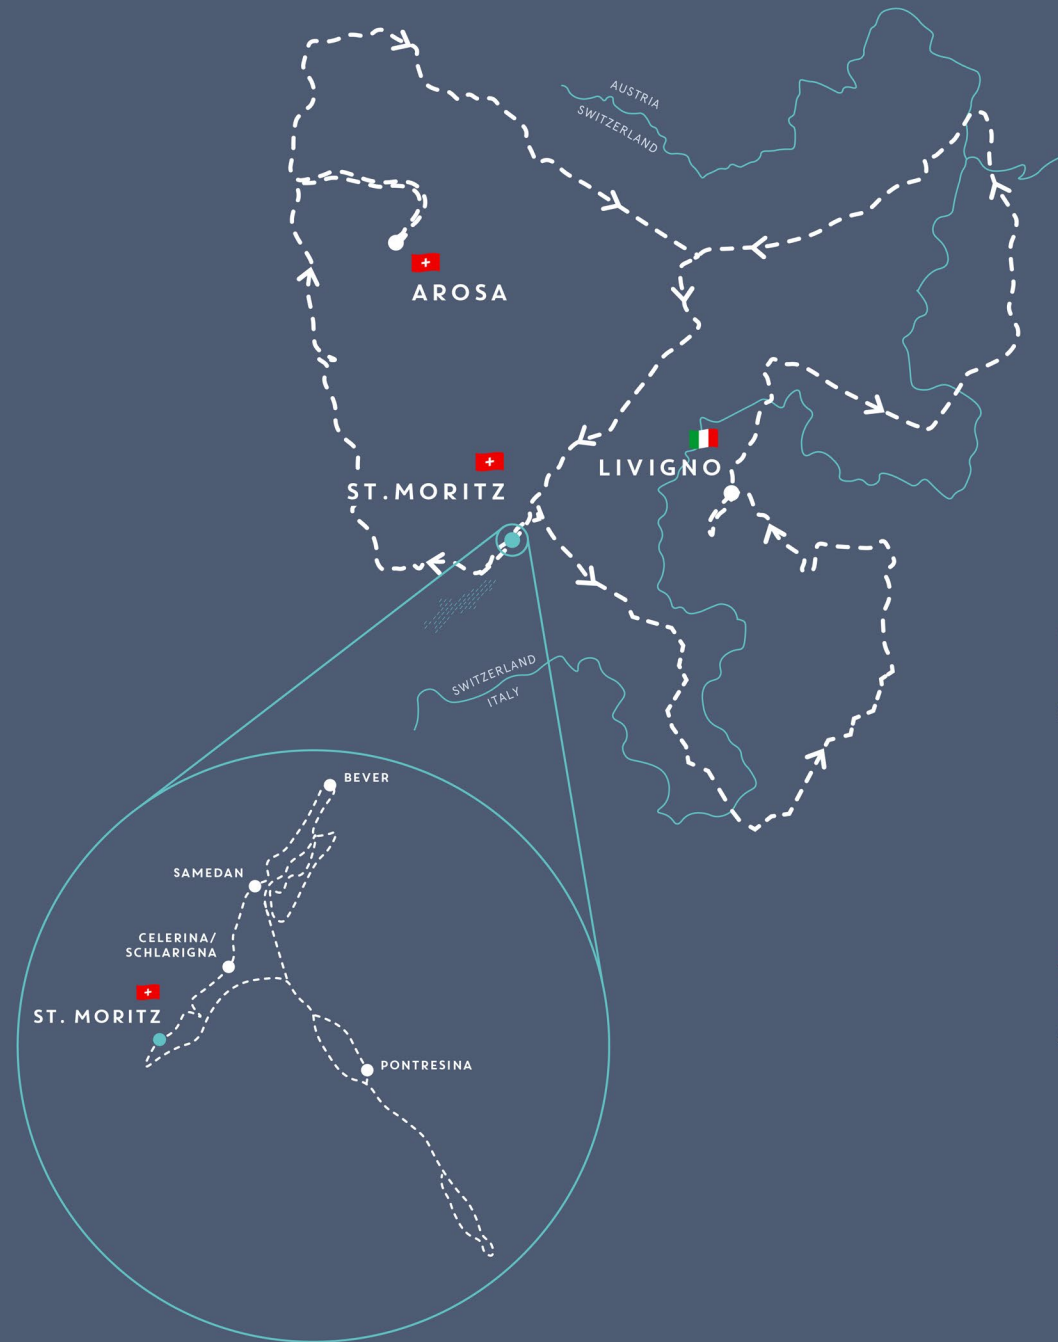 AUSTRIA
SWITZERLAND
AROSA
LIVIGNO
ST.MORITZ
SWITZERLAND
ITALY
BEVER
SAMEDAN
CELERINA/
SCHLARIGNA
ST. MORITZ
PONTRESINA